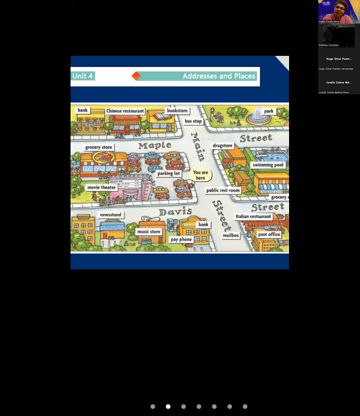 Unit 4
Addresses and Places
bank
Chinese restaurant
bookstore
park
bus stop
grocery store
Maple
Main
Street
drugstore
parking lot
You are
here
swimming pool
movie theater
public rest room
grocery
newsstand
Davis
Street
Street
Italian restaurant
music store
bank
pay phone
mailbox
post office